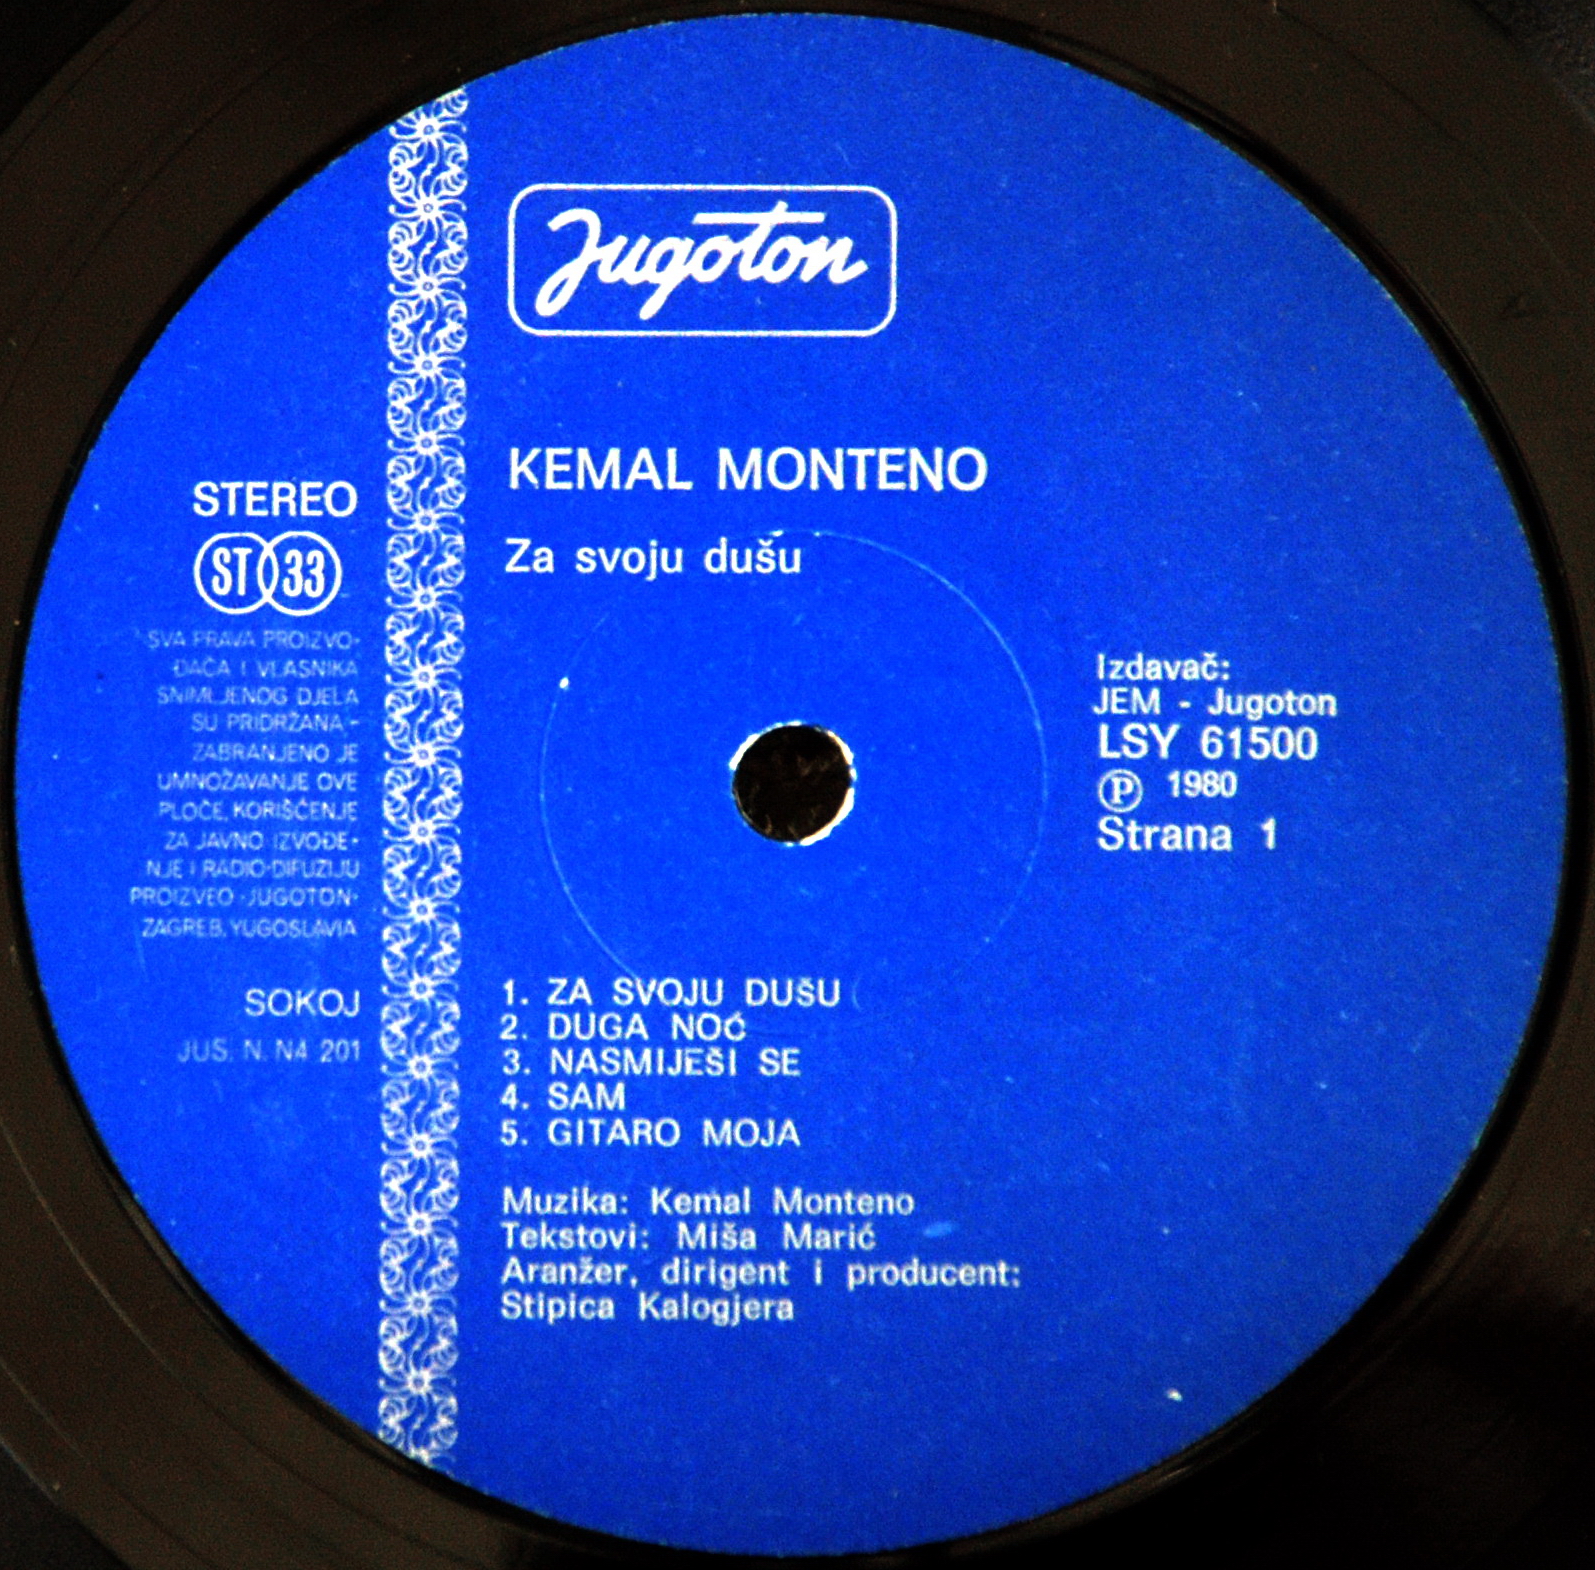 Jugoton
KEMAL MONTENO
Za svoju dušu
STEREO
ST 33
SVA PRAVA PROIZVO-
ĐAČA I VLASNIKA
SNIMLJENOG DJELA
SU PRIDRŽANA -
ZABRANJENO JE
UMNOŽAVANJE OVE
PLOČE, KORIŠĆENJE
ZA JAVNO IZVOĐE-
NJE I RADIO-DIFUZIJU
PROIZVEO -JUGOTON-
ZAGREB, YUGOSLAVIA
SOKOJ
JUS. N. N4 201
Izdavač:
JEM - Jugoton
LSY 61500
Ⓟ 1980
Strana 1
1. ZA SVOJU DUŠU
2. DUGA NOĆ
3. NASMIJEŠI SE
4. SAM
5. GITARO MOJA
Muzika: Kemal Monteno
Tekstovi: Miša Marić
Aranžer, dirigent i producent:
Stipica Kalogjera